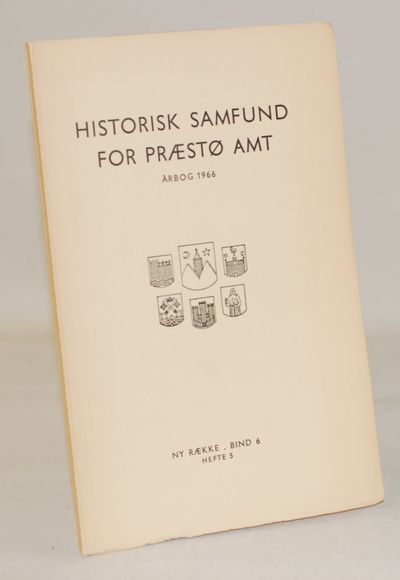 HISTORISK SAMFUND
FOR PRÆSTØ AMT
ÅRBOG 1966
NY RÆKKE . BIND 6
HEFTE 5